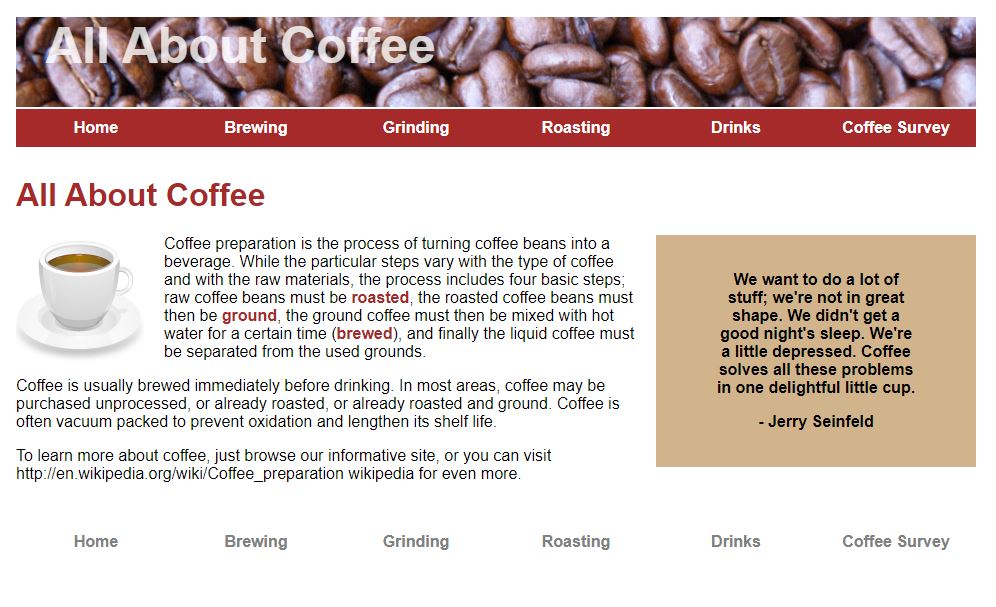 All About Coffee
Home Brewing Grinding Roasting Drinks Coffee Survey
All About Coffee
Coffee preparation is the process of turning coffee beans into a
beverage. While the particular steps vary with the type of coffee
and with the raw materials, the process includes four basic steps;
raw coffee beans must be roasted, the roasted coffee beans must
then be ground, the ground coffee must then be mixed with hot
water for a certain time (brewed), and finally the liquid coffee must
be separated from the used grounds.
Coffee is usually brewed immediately before drinking. In most areas, coffee may be
purchased unprocessed, or already roasted, or already roasted and ground. Coffee is
often vacuum packed to prevent oxidation and lengthen its shelf life.
To learn more about coffee, just browse our informative site, or you can visit
http://en.wikipedia.org/wiki/Coffee_preparation wikipedia for even more.
We want to do a lot of
stuff; we're not in great
shape. We didn't get a
good night's sleep. We're
a little depressed. Coffee
solves all these problems
in one delightful little cup.
- Jerry Seinfeld
Home Brewing Grinding Roasting Drinks Coffee Survey